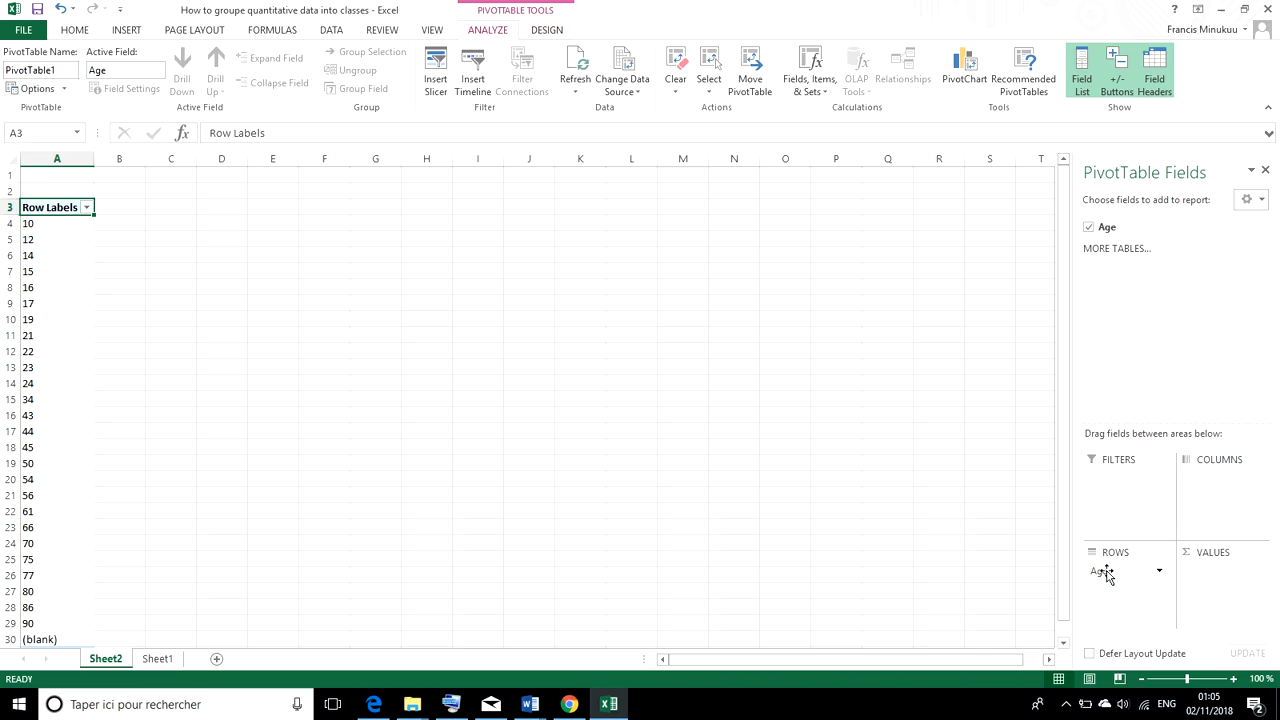 How to groupe quantitative data into classes - Excel
PIVOTTABLE TOOLS
FILE
HOME
INSERT
PAGE LAYOUT
FORMULAS
DATA
REVIEW
VIEW
ANALYZE
DESIGN
Francis Minukuu
PivotTable Name:
PivotTable1
Options
PivotTable
Active Field:
Age
Field Settings
Drill Down
Drill Up
Expand Field
Collapse Field
Active Field
Group Selection
Ungroup
Group Field
Group
Insert Slicer
Insert Timeline
Filter Connections
Filter
Refresh
Change Data Source
Data
Clear
Select
Move PivotTable
Actions
Fields, Items, & Sets
OLAP Tools
Relationships
Calculations
PivotChart
Recommended PivotTables
Tools
Field List
+/- Buttons
Field Headers
Show
A3
fx
Row Labels
A B C D E F G H I J K L M N O P Q R S T
1
2
3 Row Labels
4 10
5 12
6 14
7 15
8 16
9 17
10 19
11 21
12 22
13 23
14 24
15 34
16 43
17 44
18 45
19 50
20 54
21 56
22 61
23 66
24 70
25 75
26 77
27 80
28 86
29 90
30 (blank)
PivotTable Fields
Choose fields to add to report:
Age
MORE TABLES...
Drag fields between areas below:
FILTERS
COLUMNS
ROWS
VALUES
Defer Layout Update
UPDATE
Sheet2
Sheet1
READY
100 %
Taper ici pour rechercher
ENG
01:05
02/11/2018
2